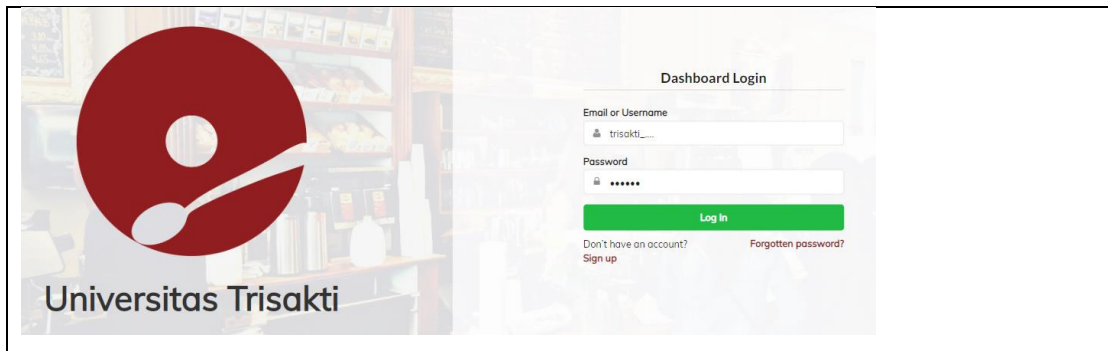 Dashboard Login
Email or Username
trisakti_....
Password
••••••
Log In
Don't have an account?
Forgotten password?
Sign up
Universitas Trisakti